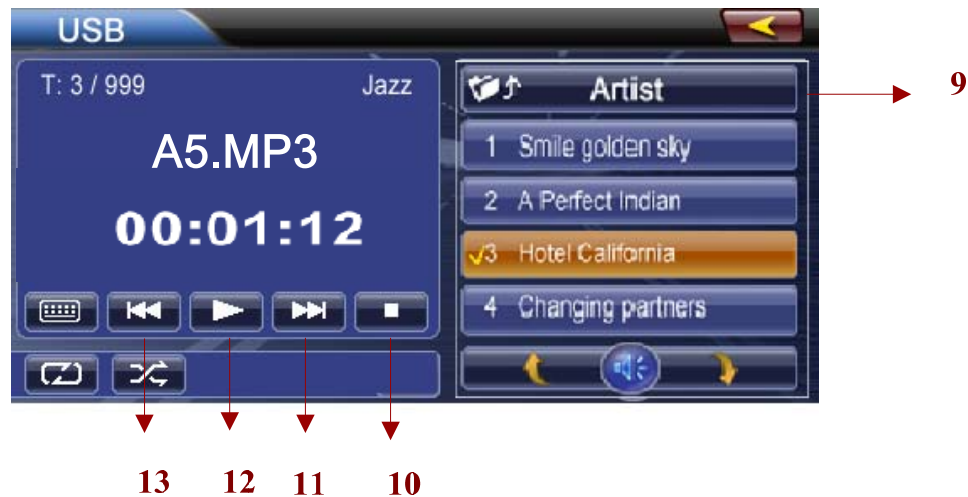 USB
T: 3 / 999 Jazz
A5.MP3
00:01:12
Artist
1 Smile golden sky
2 A Perfect Indian
3 Hotel California
4 Changing partners
9
13 12 11 10